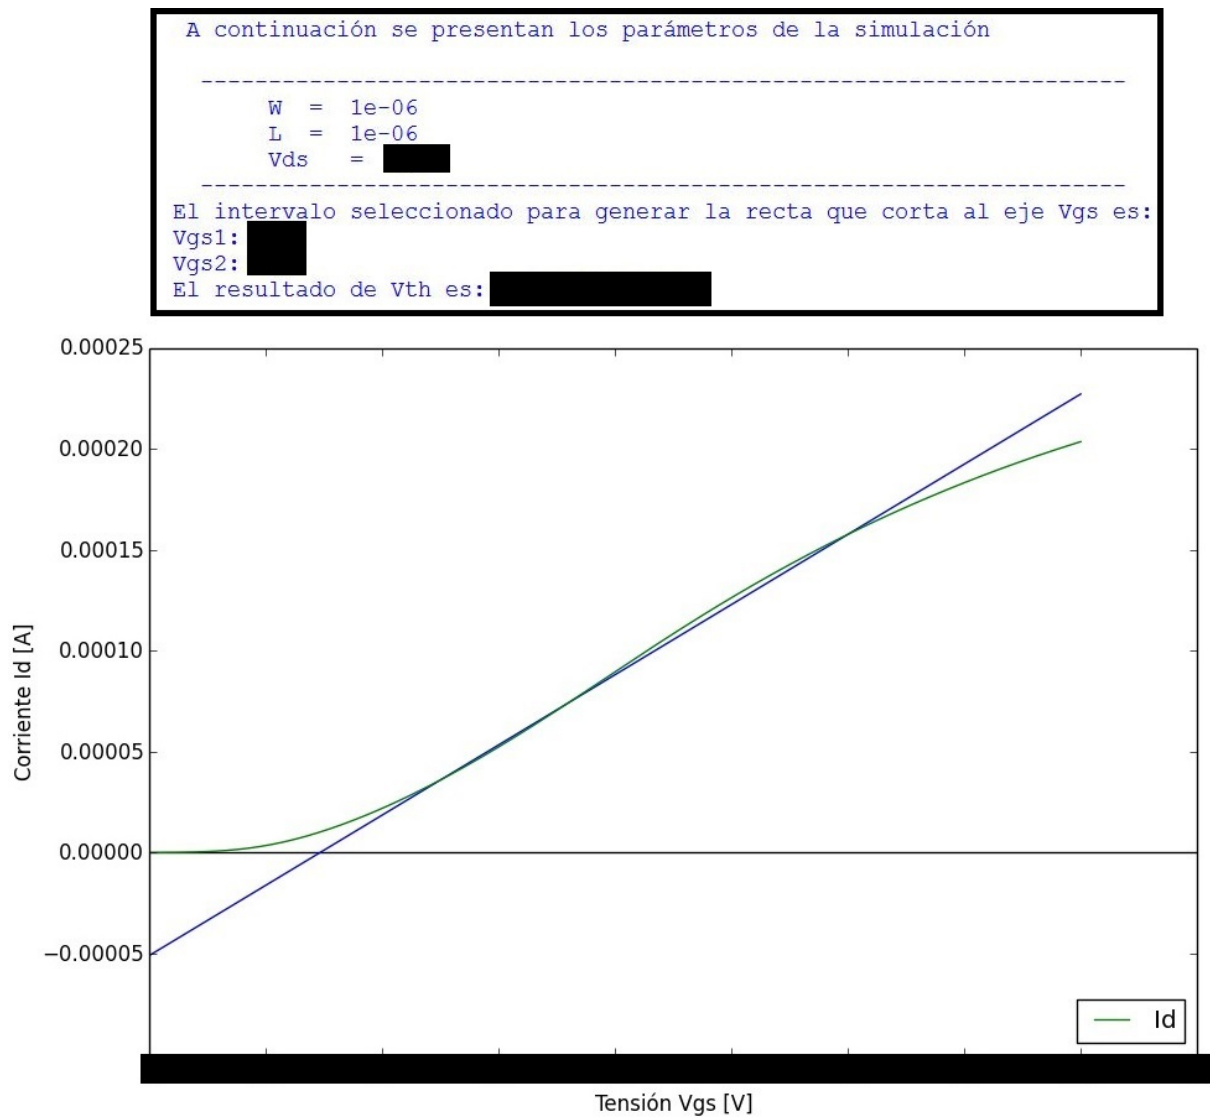 A continuación se presentan los parámetros de la simulación
--------------------------------------------------------------------
W = 1e-06
L = 1e-06
Vds =
--------------------------------------------------------------------
El intervalo seleccionado para generar la recta que corta al eje Vgs es:
Vgs1:
Vgs2:
El resultado de Vth es:
0.00025
0.00020
0.00015
0.00010
0.00005
0.00000
−0.00005
Corriente Id [A]
Id
Tensión Vgs [V]